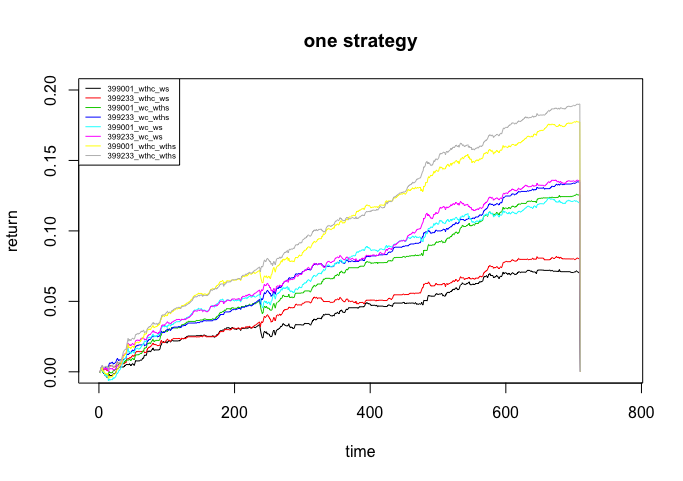 one strategy
0.20
0.15
0.10
0.05
0.00
return
399001_wthc_ws
399233_wthc_ws
399001_wc_wths
399233_wc_wths
399001_wc_ws
399233_wc_ws
399001_wthc_wths
399233_wthc_wths
0 200 400 600 800
time